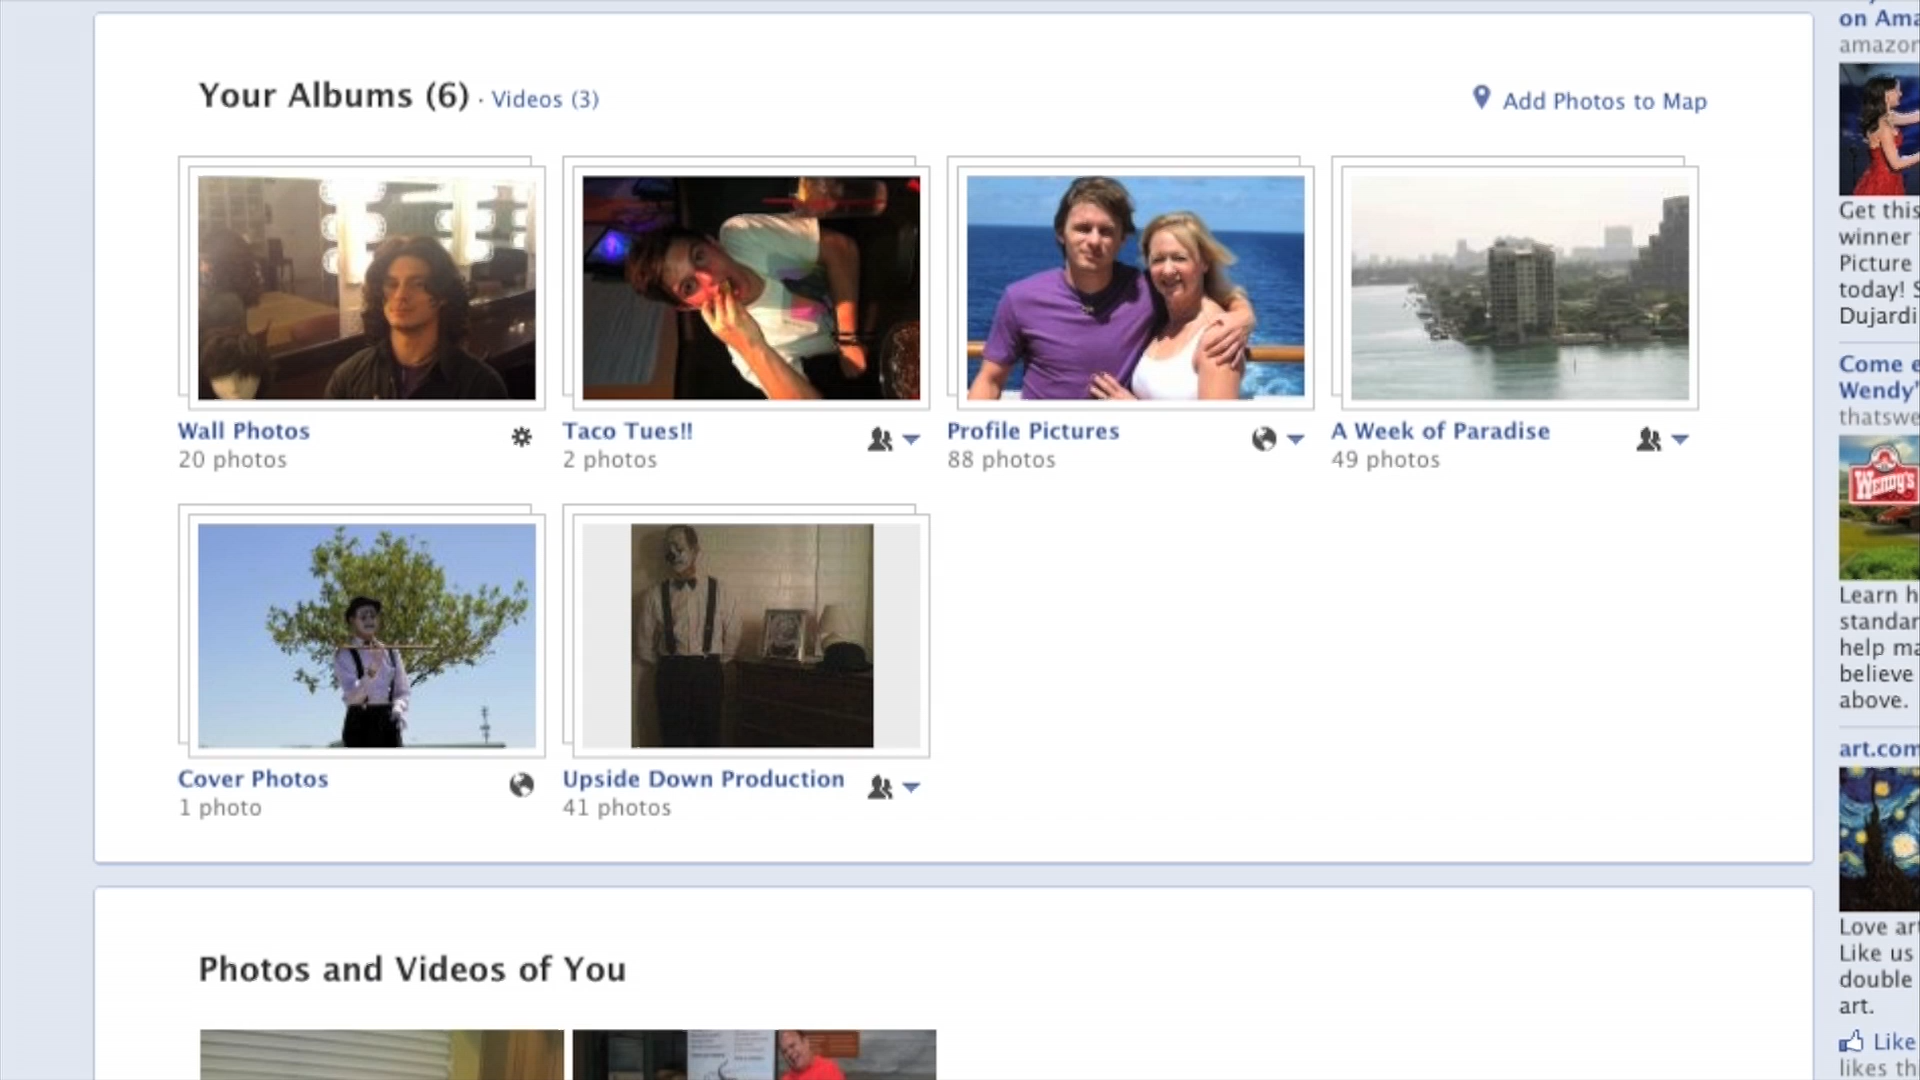 Your Albums (6) · Videos (3)
Add Photos to Map
Wall Photos
20 photos
Taco Tues!!
2 photos
Profile Pictures
88 photos
A Week of Paradise
49 photos
Cover Photos
1 photo
Upside Down Production
41 photos
Photos and Videos of You
on Ama
amazon
Get this
winner
Picture
today! S
Dujardi
Come e
Wendy'
thatswe
Wendy's
Learn h
standar
help ma
believe
above.
art.com
Love art
Like us
double
art.
Like
likes th